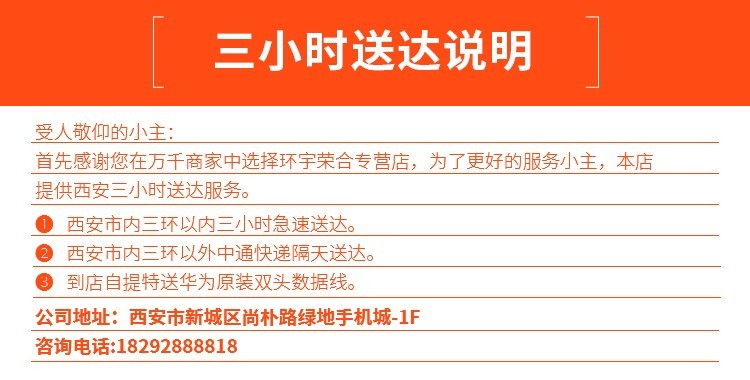 三小时送达说明
受人敬仰的小主：
首先感谢您在万千商家中选择环宇荣合专营店，为了更好的服务小主，本店
提供西安三小时送达服务。
1 西安市内三环以内三小时急速送达。
2 西安市内三环以外中通快递隔天送达。
3 到店自提特送华为原装双头数据线。
公司地址：西安市新城区尚朴路绿地手机城-1F
咨询电话:18292888818